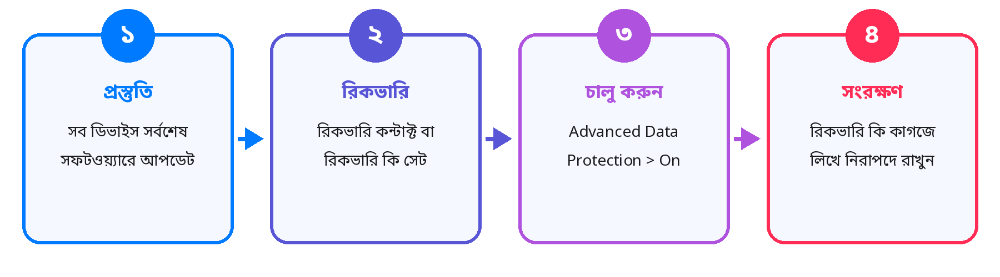 ১
প্রস্তুতি
সব ডিভাইস সর্বশেষ
সফটওয়্যারে আপডেট
২
রিকভারি
রিকভারি কন্টাক্ট বা
রিকভারি কি সেট
৩
চালু করুন
Advanced Data
Protection > On
৪
সংরক্ষণ
রিকভারি কি কাগজে
লিখে নিরাপদে রাখুন